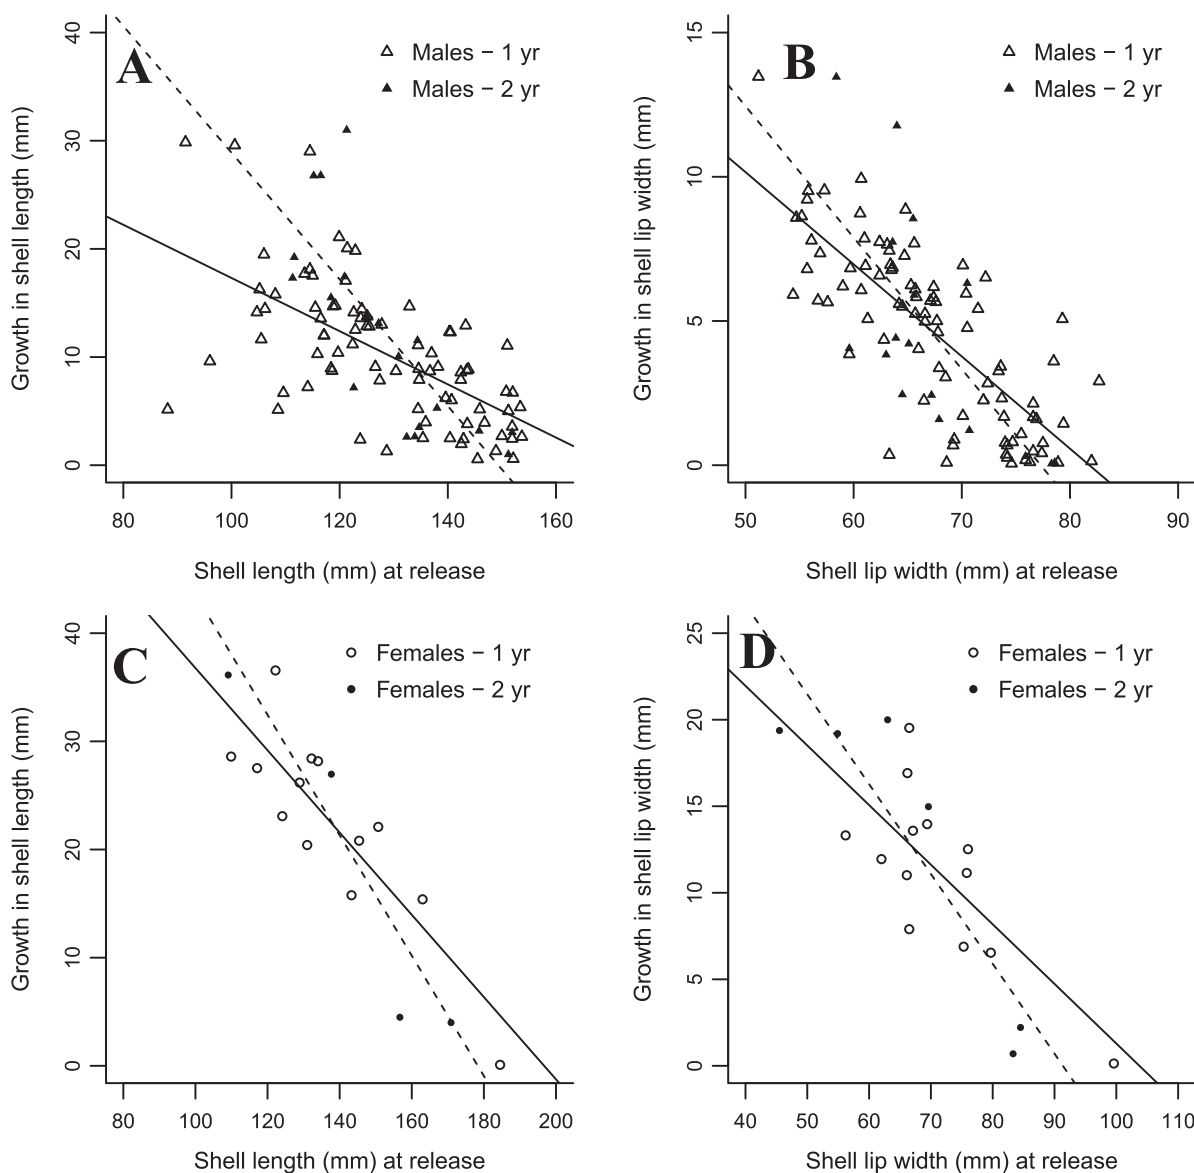 A
Males − 1 yr
Males − 2 yr
Growth in shell length (mm)
40
30
20
10
0
80 100 120 140 160
Shell length (mm) at release
B
Males − 1 yr
Males − 2 yr
Growth in shell lip width (mm)
15
10
5
0
50 60 70 80 90
Shell lip width (mm) at release
C
Females − 1 yr
Females − 2 yr
Growth in shell length (mm)
40
30
20
10
0
80 100 120 140 160 180 200
Shell length (mm) at release
D
Females − 1 yr
Females − 2 yr
Growth in shell lip width (mm)
25
20
15
10
5
0
40 50 60 70 80 90 100 110
Shell lip width (mm) at release